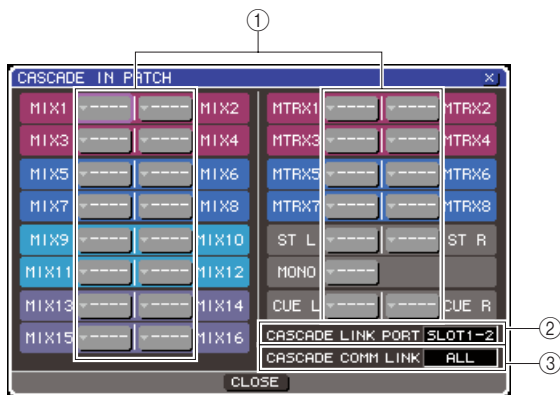 ①
CASCADE IN PATCH ×
MIX1 ---- ---- MIX2 MTRX1 ---- ---- MTRX2
MIX3 ---- ---- MIX4 MTRX3 ---- ---- MTRX4
MIX5 ---- ---- MIX6 MTRX5 ---- ---- MTRX6
MIX7 ---- ---- MIX8 MTRX7 ---- ---- MTRX8
MIX9 ---- ---- MIX10 ST L ---- ---- ST R
MIX11 ---- ---- MIX12 MONO ----
MIX13 ---- ---- MIX14 CUE L ---- ---- CUE R
MIX15 ---- ---- MIX16 CASCADE LINK PORT SLOT1-2 ②
CASCADE COMM LINK ALL ③
CLOSE